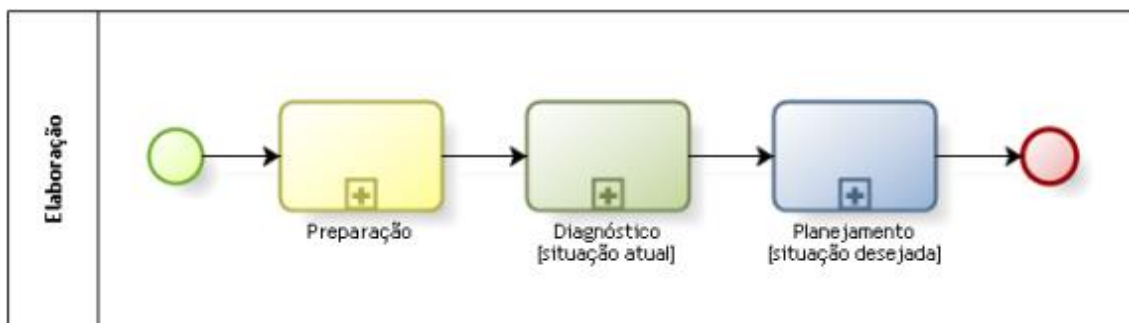 Elaboração
Preparação
Diagnóstico
[situação atual]
Planejamento
[situação desejada]